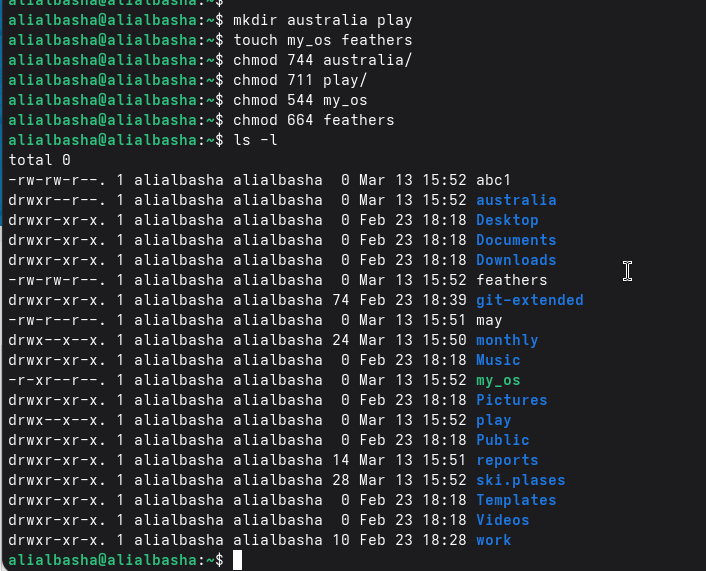 alialbasha@alialbasha:~$
alialbasha@alialbasha:~$ mkdir australia play
alialbasha@alialbasha:~$ touch my_os feathers
alialbasha@alialbasha:~$ chmod 744 australia/
alialbasha@alialbasha:~$ chmod 711 play/
alialbasha@alialbasha:~$ chmod 544 my_os
alialbasha@alialbasha:~$ chmod 664 feathers
alialbasha@alialbasha:~$ ls -l
total 0
-rw-rw-r--. 1 alialbasha alialbasha  0 Mar 13 15:52 abc1
drwxr--r--. 1 alialbasha alialbasha  0 Mar 13 15:52 australia
drwxr-xr-x. 1 alialbasha alialbasha  0 Feb 23 18:18 Desktop
drwxr-xr-x. 1 alialbasha alialbasha  0 Feb 23 18:18 Documents
drwxr-xr-x. 1 alialbasha alialbasha  0 Feb 23 18:18 Downloads
-rw-rw-r--. 1 alialbasha alialbasha  0 Mar 13 15:52 feathers
drwxr-xr-x. 1 alialbasha alialbasha 74 Feb 23 18:39 git-extended
-rw-r--r--. 1 alialbasha alialbasha  0 Mar 13 15:51 may
drwx--x--x. 1 alialbasha alialbasha 24 Mar 13 15:50 monthly
drwxr-xr-x. 1 alialbasha alialbasha  0 Feb 23 18:18 Music
-r-xr--r--. 1 alialbasha alialbasha  0 Mar 13 15:52 my_os
drwxr-xr-x. 1 alialbasha alialbasha  0 Feb 23 18:18 Pictures
drwx--x--x. 1 alialbasha alialbasha  0 Mar 13 15:52 play
drwxr-xr-x. 1 alialbasha alialbasha  0 Feb 23 18:18 Public
drwxr-xr-x. 1 alialbasha alialbasha 14 Mar 13 15:51 reports
drwxr-xr-x. 1 alialbasha alialbasha 28 Mar 13 15:52 ski.plases
drwxr-xr-x. 1 alialbasha alialbasha  0 Feb 23 18:18 Templates
drwxr-xr-x. 1 alialbasha alialbasha  0 Feb 23 18:18 Videos
drwxr-xr-x. 1 alialbasha alialbasha 10 Feb 23 18:28 work
alialbasha@alialbasha:~$